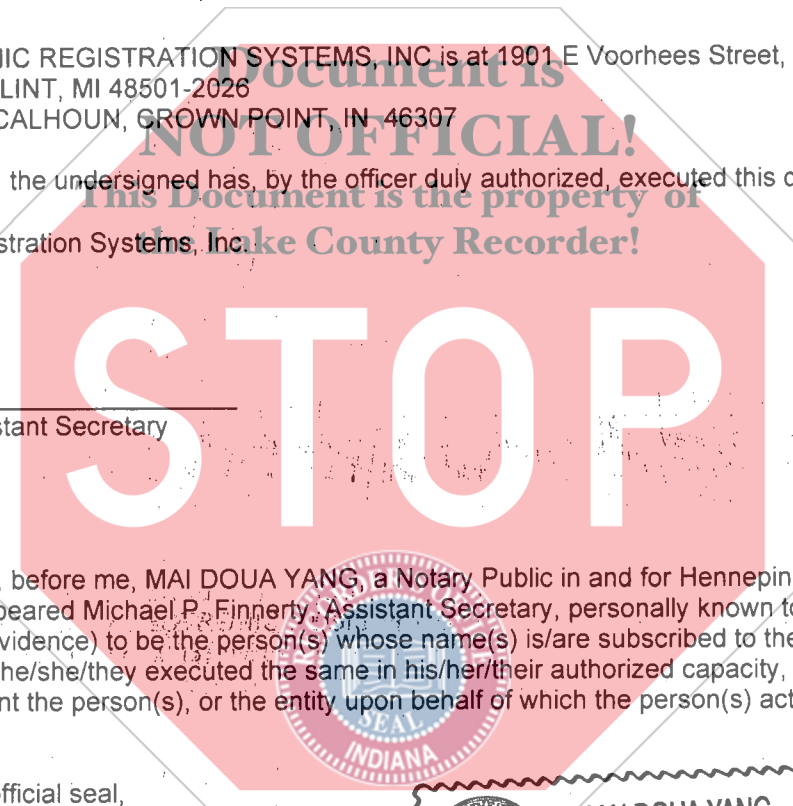 NIC REGISTRATION SYSTEMS, INC is at 1901 E Voorhees Street,
LINT, MI 48501-2026
CALHOUN, CROWN POINT, IN 46307
Document is
NOT OFFICIAL!
the undersigned has, by the officer duly authorized, executed this
This Document is the property of
the Lake County Recorder!
stration Systems, Inc.
STOP
stant Secretary
before me, MAI DOUA YANG, a Notary Public in and for Hennepin
peared Michael P. Finnerty, Assistant Secretary, personally known to
vidence) to be the person(s) whose name(s) is/are subscribed to the
he/she/they executed the same in his/her/their authorized capacity,
nt the person(s), or the entity upon behalf of which the person(s) act
SEAL
INDIANA
official seal,
MAI DOUA YANG